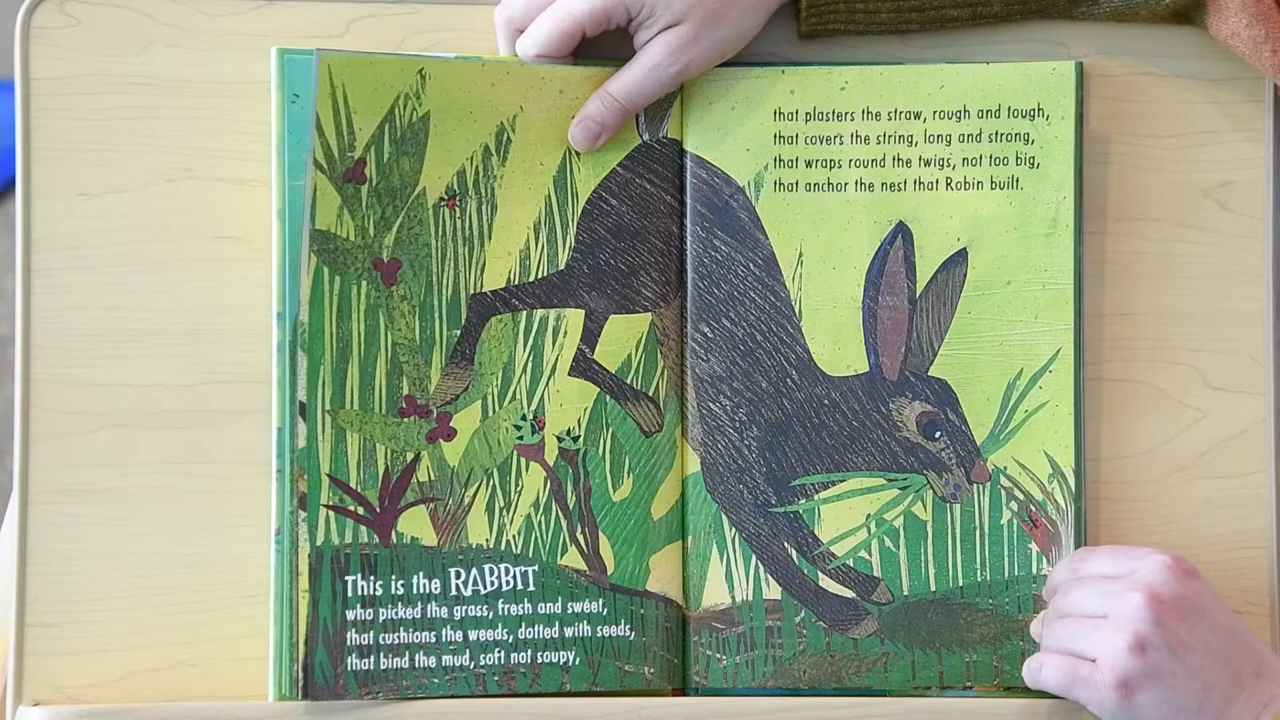 This is the RABBIT
who picked the grass, fresh and sweet,
that cushions the weeds, dotted with seeds,
that bind the mud, soft not soupy,
that plasters the straw, rough and tough,
that covers the string, long and strong,
that wraps round the twigs, not too big,
that anchor the nest that Robin built.